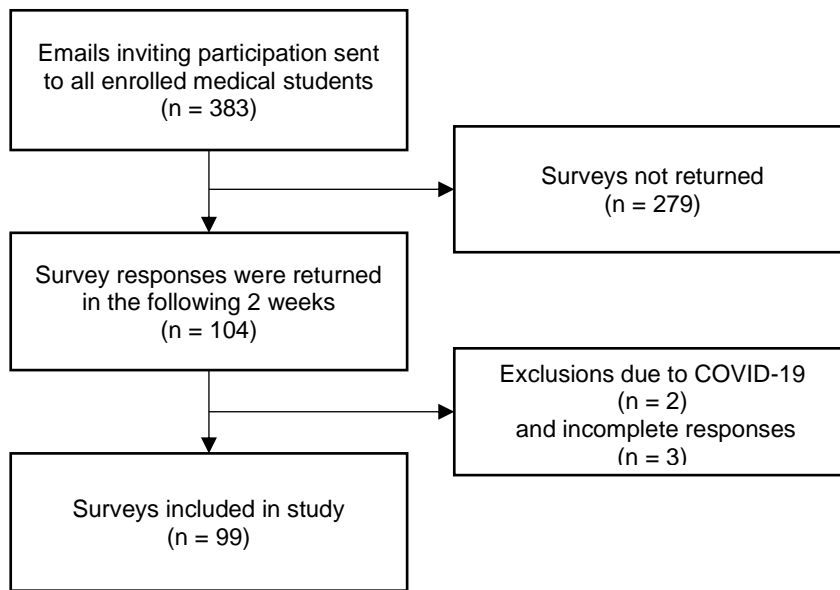 Emails inviting participation sent
to all enrolled medical students
(n = 383)
Surveys not returned
(n = 279)
Survey responses were returned
in the following 2 weeks
(n = 104)
Exclusions due to COVID-19
(n = 2)
and incomplete responses
(n = 3)
Surveys included in study
(n = 99)